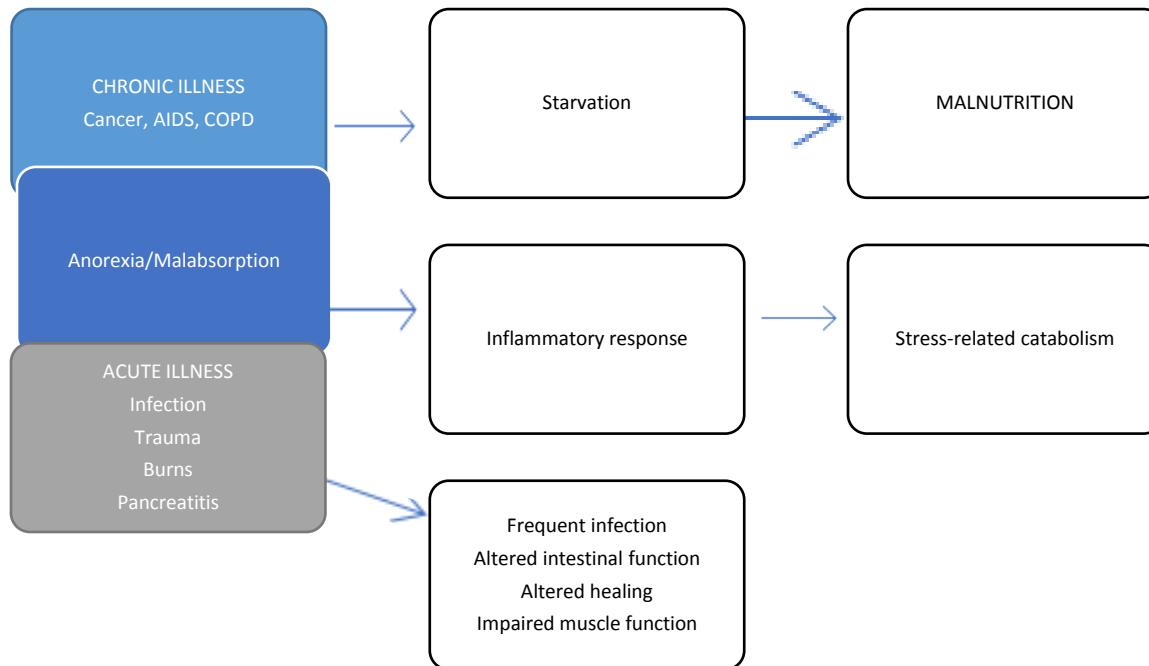 CHRONIC ILLNESS
Cancer, AIDS, COPD
Starvation
MALNUTRITION
Anorexia/Malabsorption
Inflammatory response
Stress-related catabolism
ACUTE ILLNESS
Infection
Trauma
Burns
Pancreatitis
Frequent infection
Altered intestinal function
Altered healing
Impaired muscle function